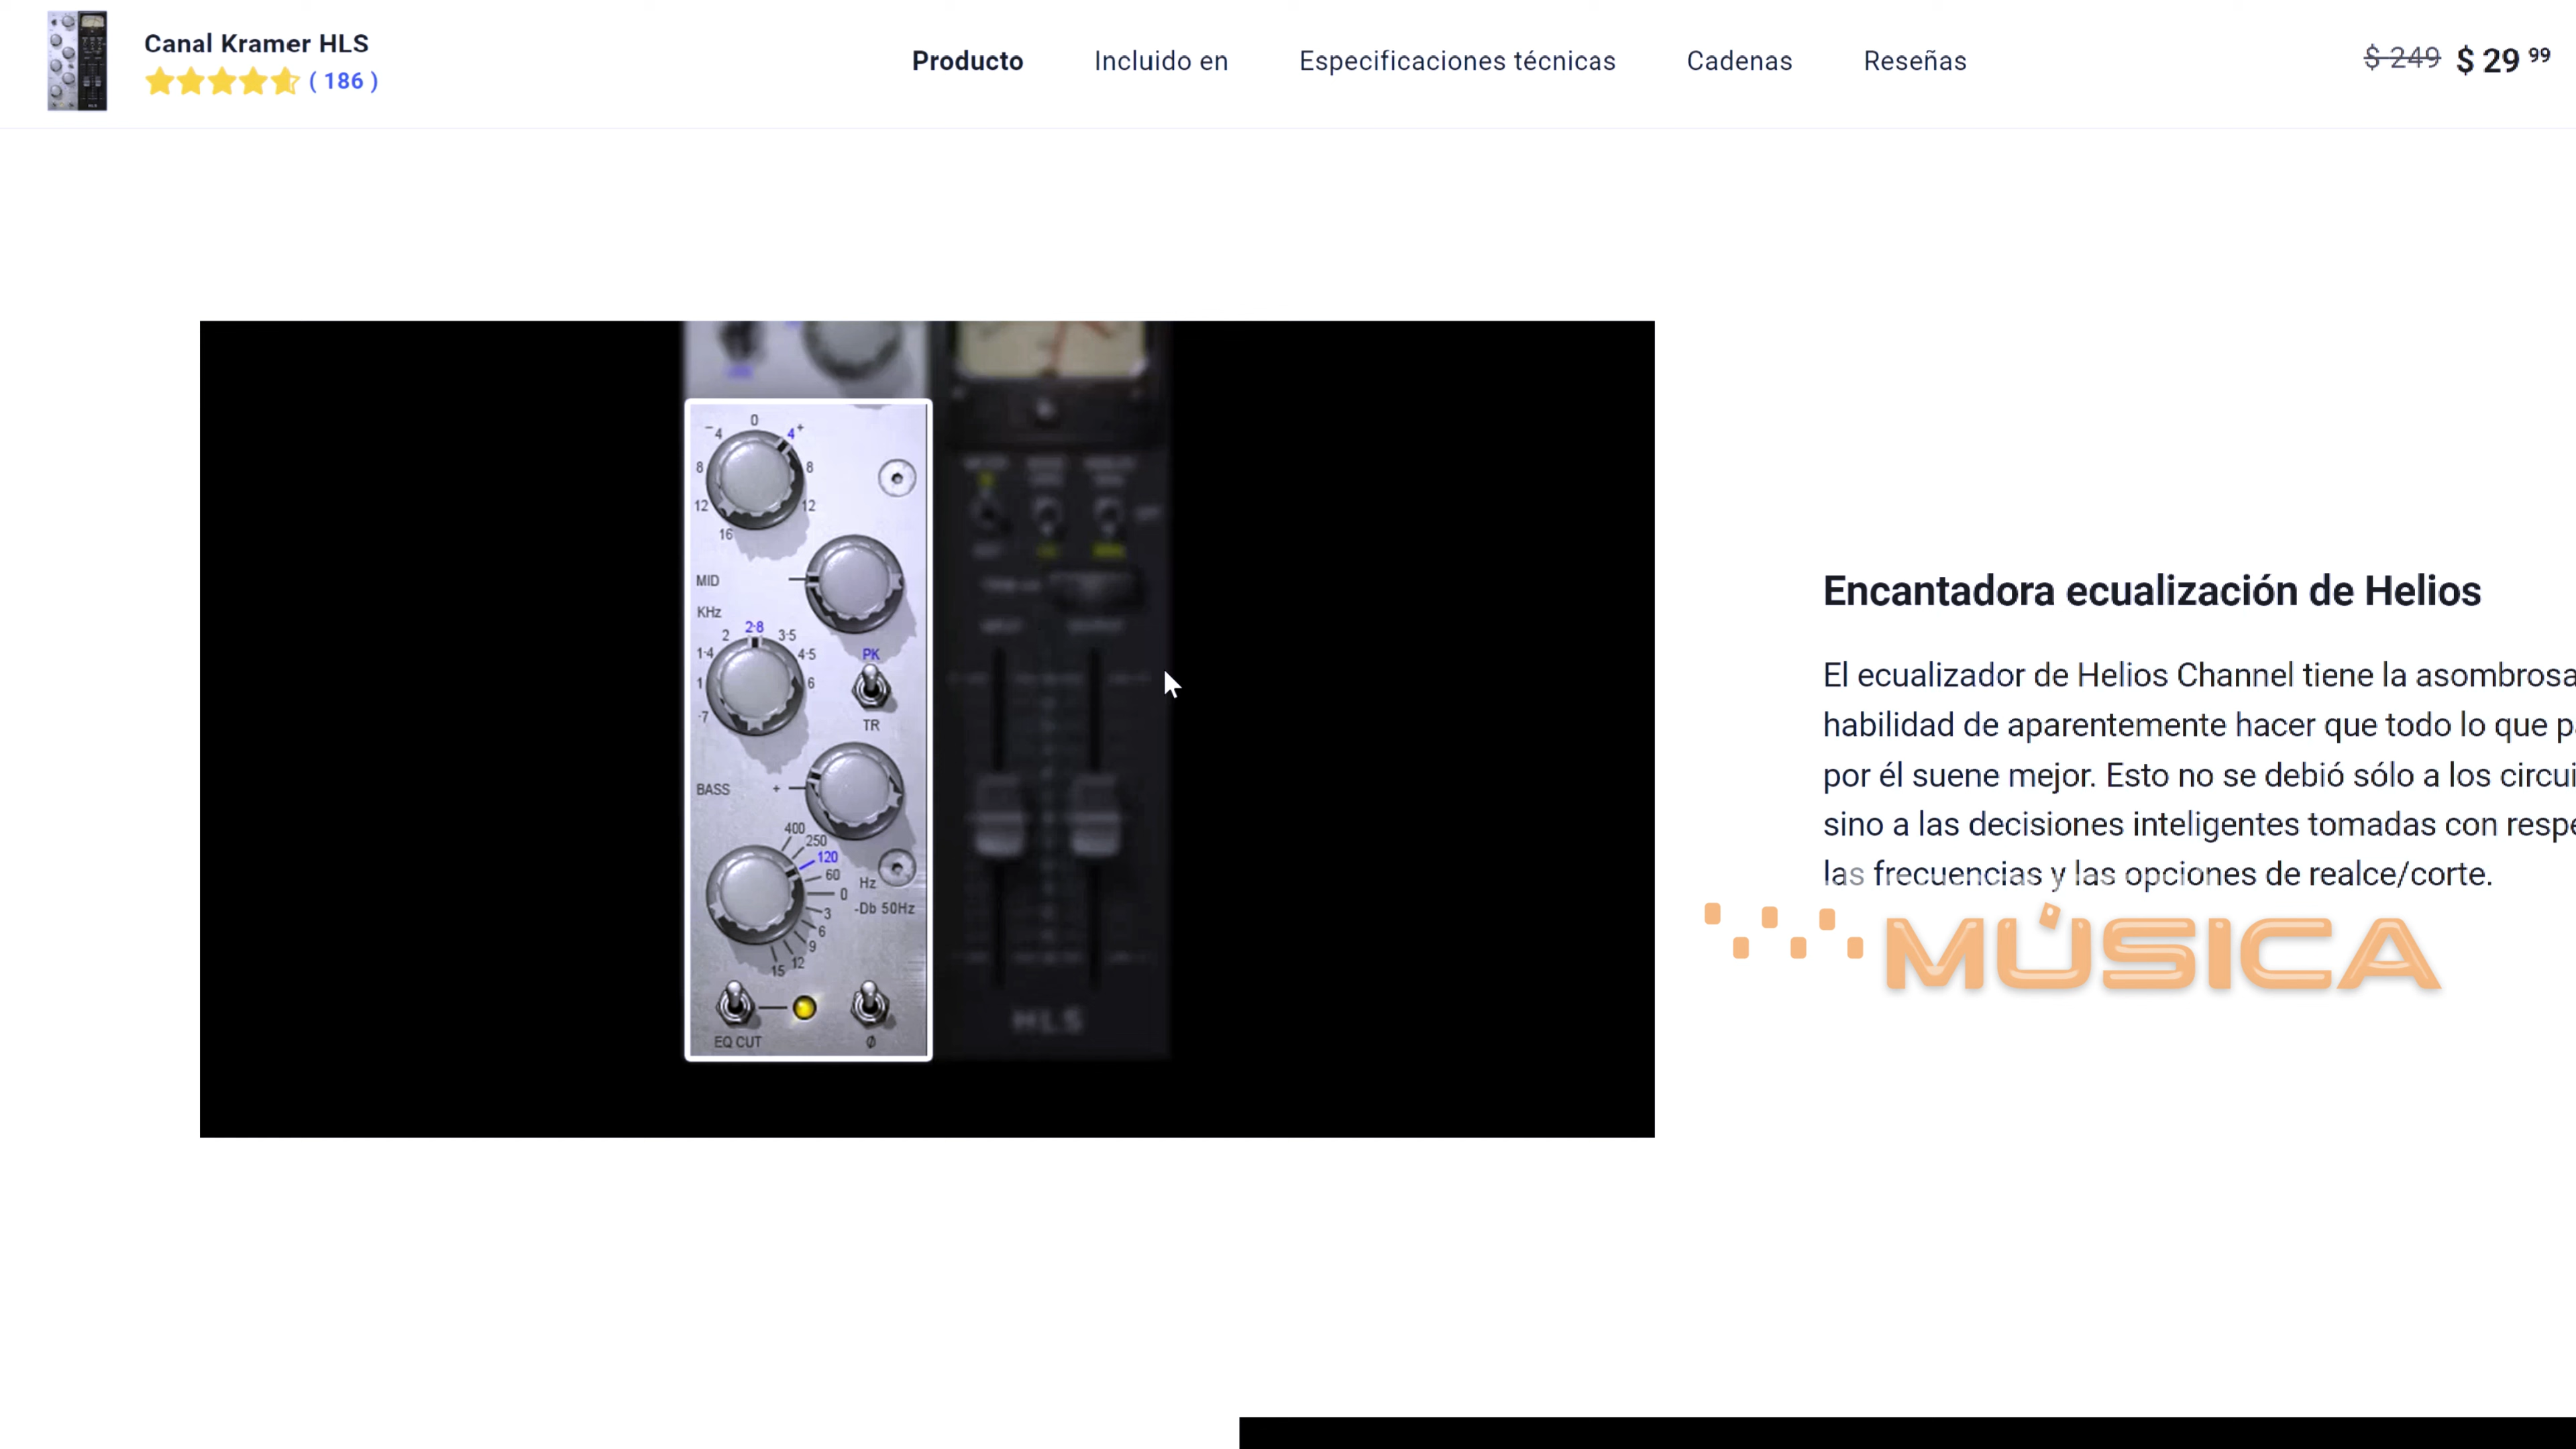 Canal Kramer HLS
( 186 )
Producto
Incluido en
Especificaciones técnicas
Cadenas
Reseñas
$ 249 $ 29 99
0
- 4 4 +
8 8
12 12
16
MID
KHz
2 2·8 3·5
1·4 4·5
1 6
·7
PK
TR
BASS +
400
250
120
60 Hz
0
3 -Db 50Hz
6
9
12
15
EQ CUT
Ø
HLS
Encantadora ecualización de Helios
El ecualizador de Helios Channel tiene la asombrosa
habilidad de aparentemente hacer que todo lo que
por él suene mejor. Esto no se debió sólo a los
sino a las decisiones inteligentes tomadas con
las frecuencias y las opciones de realce/corte.
MÚSICA